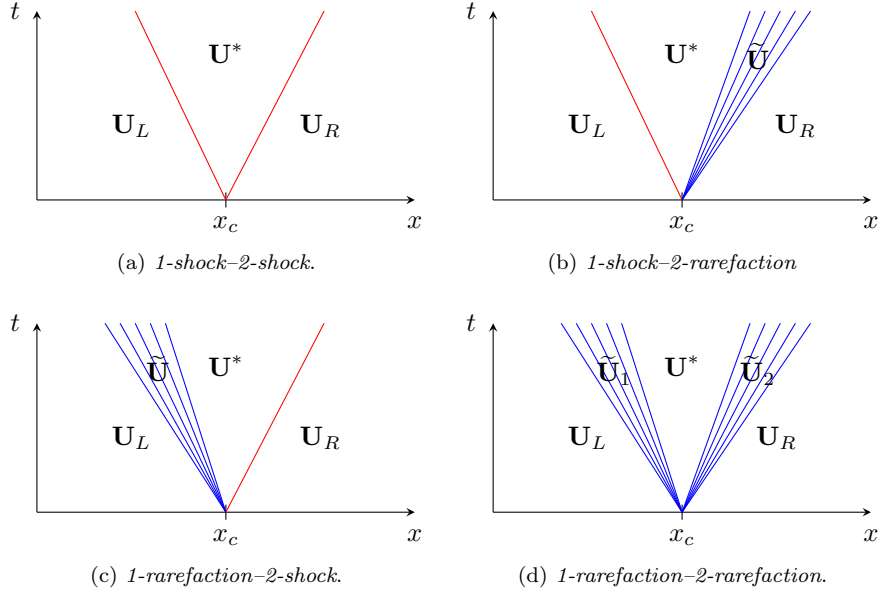 t
U*
U_L
U_R
x_c
x
(a) 1-shock–2-shock.
t
U*
Ũ
U_L
U_R
x_c
x
(b) 1-shock–2-rarefaction
t
U*
Ũ
U_L
U_R
x_c
x
(c) 1-rarefaction–2-shock.
t
U*
Ũ_1
Ũ_2
U_L
U_R
x_c
x
(d) 1-rarefaction–2-rarefaction.